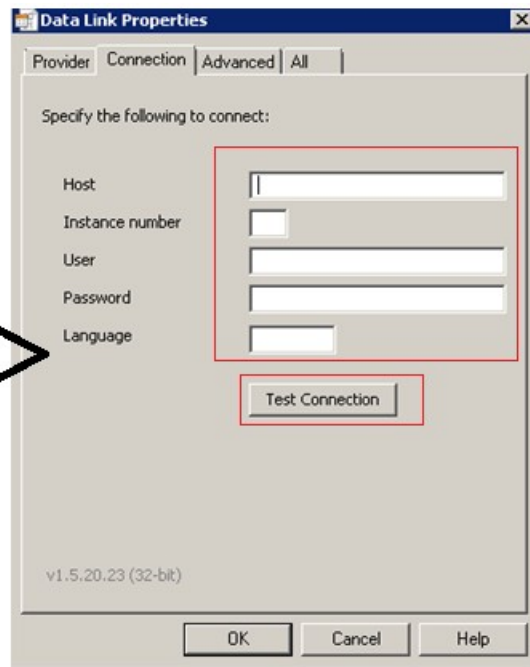 Data Link Properties
Provider Connection Advanced All
Specify the following to connect:
Host
Instance number
User
Password
Language
Test Connection
v1.5.20.23 (32-bit)
OK Cancel Help